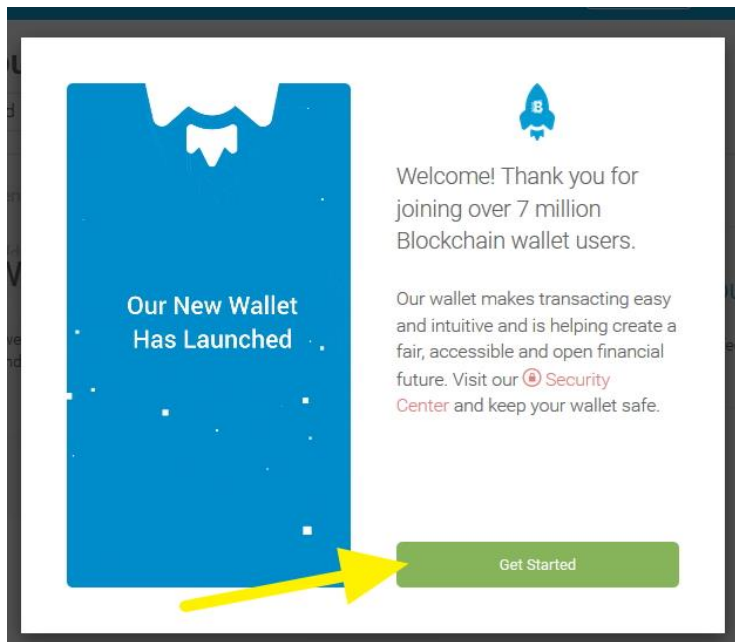 Our New Wallet
Has Launched
Welcome! Thank you for
joining over 7 million
Blockchain wallet users.
Our wallet makes transacting easy
and intuitive and is helping create a
fair, accessible and open financial
future. Visit our Security
Center and keep your wallet safe.
Get Started